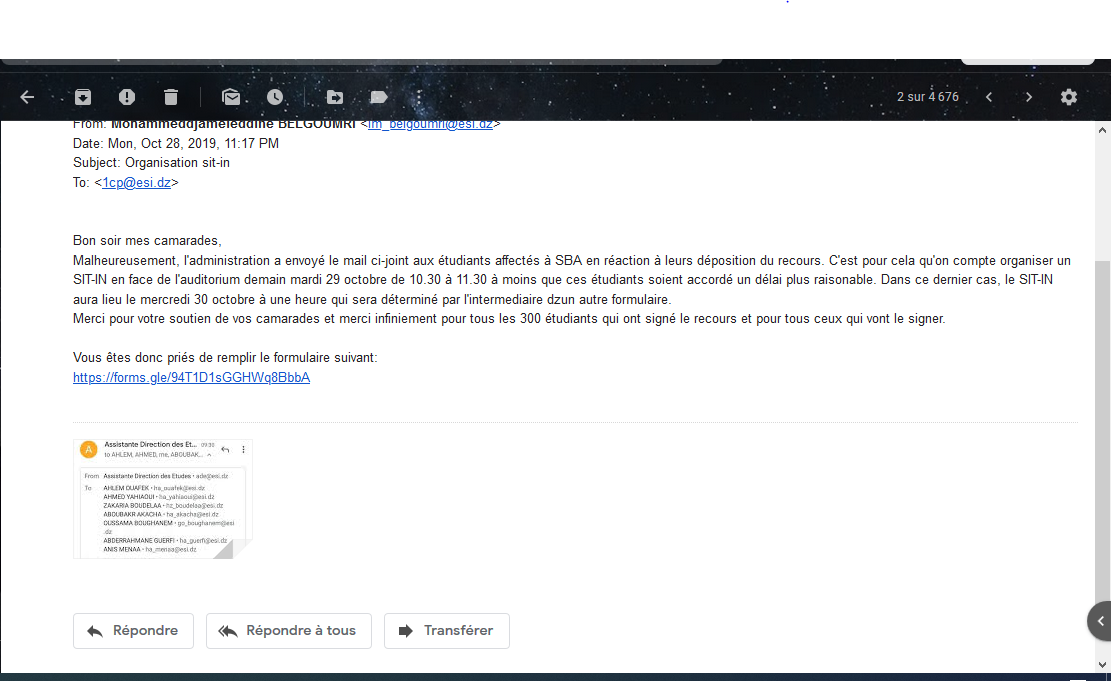 2 sur 4 676
From: Mohammeddjameleddine BELGOUMRI <im_belgoumri@esi.dz>
Date: Mon, Oct 28, 2019, 11:17 PM
Subject: Organisation sit-in
To: <1cp@esi.dz>
Bon soir mes camarades,
Malheureusement, l'administration a envoyé le mail ci-joint aux étudiants affectés à SBA en réaction à leurs déposition du recours. C'est pour cela qu'on compte organiser un
SIT-IN en face de l'auditorium demain mardi 29 octobre de 10.30 à 11.30 à moins que ces étudiants soient accordé un délai plus raisonable. Dans ce dernier cas, le SIT-IN
aura lieu le mercredi 30 octobre à une heure qui sera déterminé par l'intermediaire dzun autre formulaire.
Merci pour votre soutien de vos camarades et merci infiniement pour tous les 300 étudiants qui ont signé le recours et pour tous ceux qui vont le signer.
Vous êtes donc priés de remplir le formulaire suivant:
https://forms.gle/94T1D1sGGHWq8BbbA
A
Assistante Direction des Et... 09:30
to AHLEM, AHMED, me, ABOUBAK...
From Assistante Direction des Etudes • ade@esi.dz
To AHLEM OUAFEK • ha_ouafek@esi.dz
AHMED YAHIAOUI • ha_yahiaoui@esi.dz
ZAKARIA BOUDELAA • hz_boudelaa@esi.dz
ABOUBAKR AKACHA • ha_akacha@esi.dz
OUSSAMA BOUGHANEM • go_boughanem@esi
.dz
ABDERRAHMANE GUERFI • ha_guerfi@esi.dz
ANIS MENAA • ha_menaa@esi.dz
Répondre
Répondre à tous
Transférer